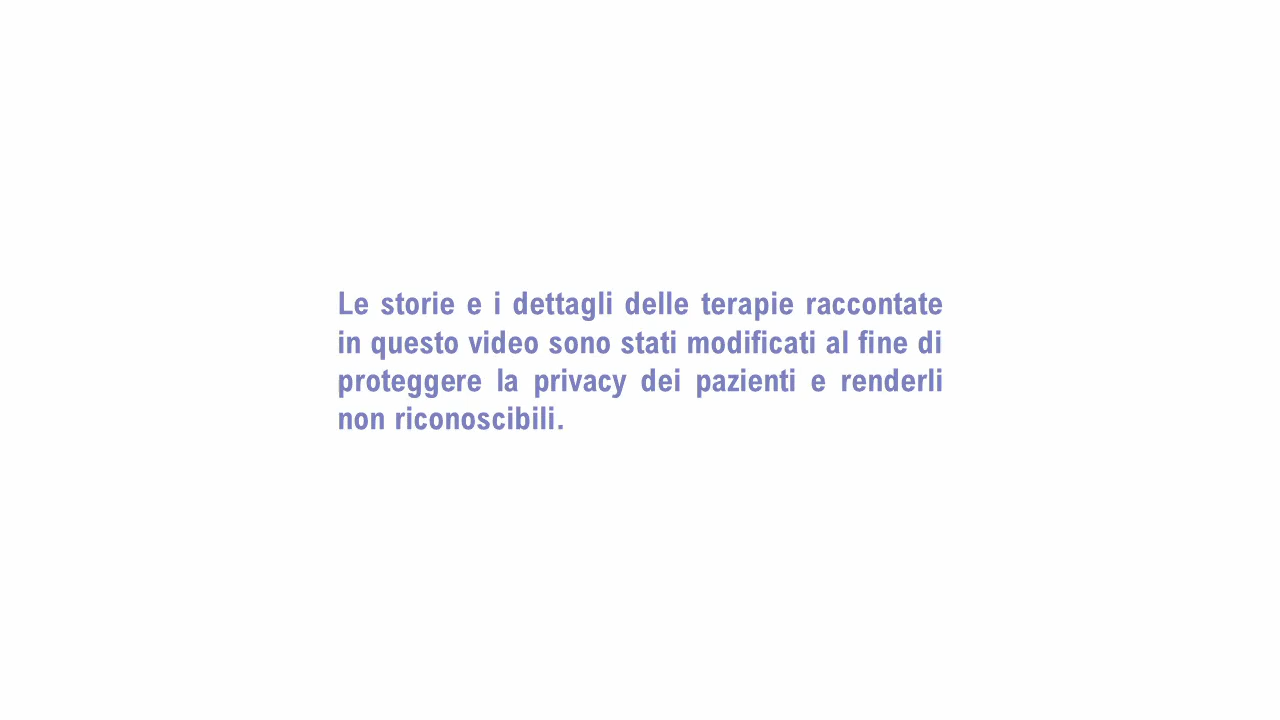 Le storie e i dettagli delle terapie raccontate
in questo video sono stati modificati al fine di
proteggere la privacy dei pazienti e renderli
non riconoscibili.